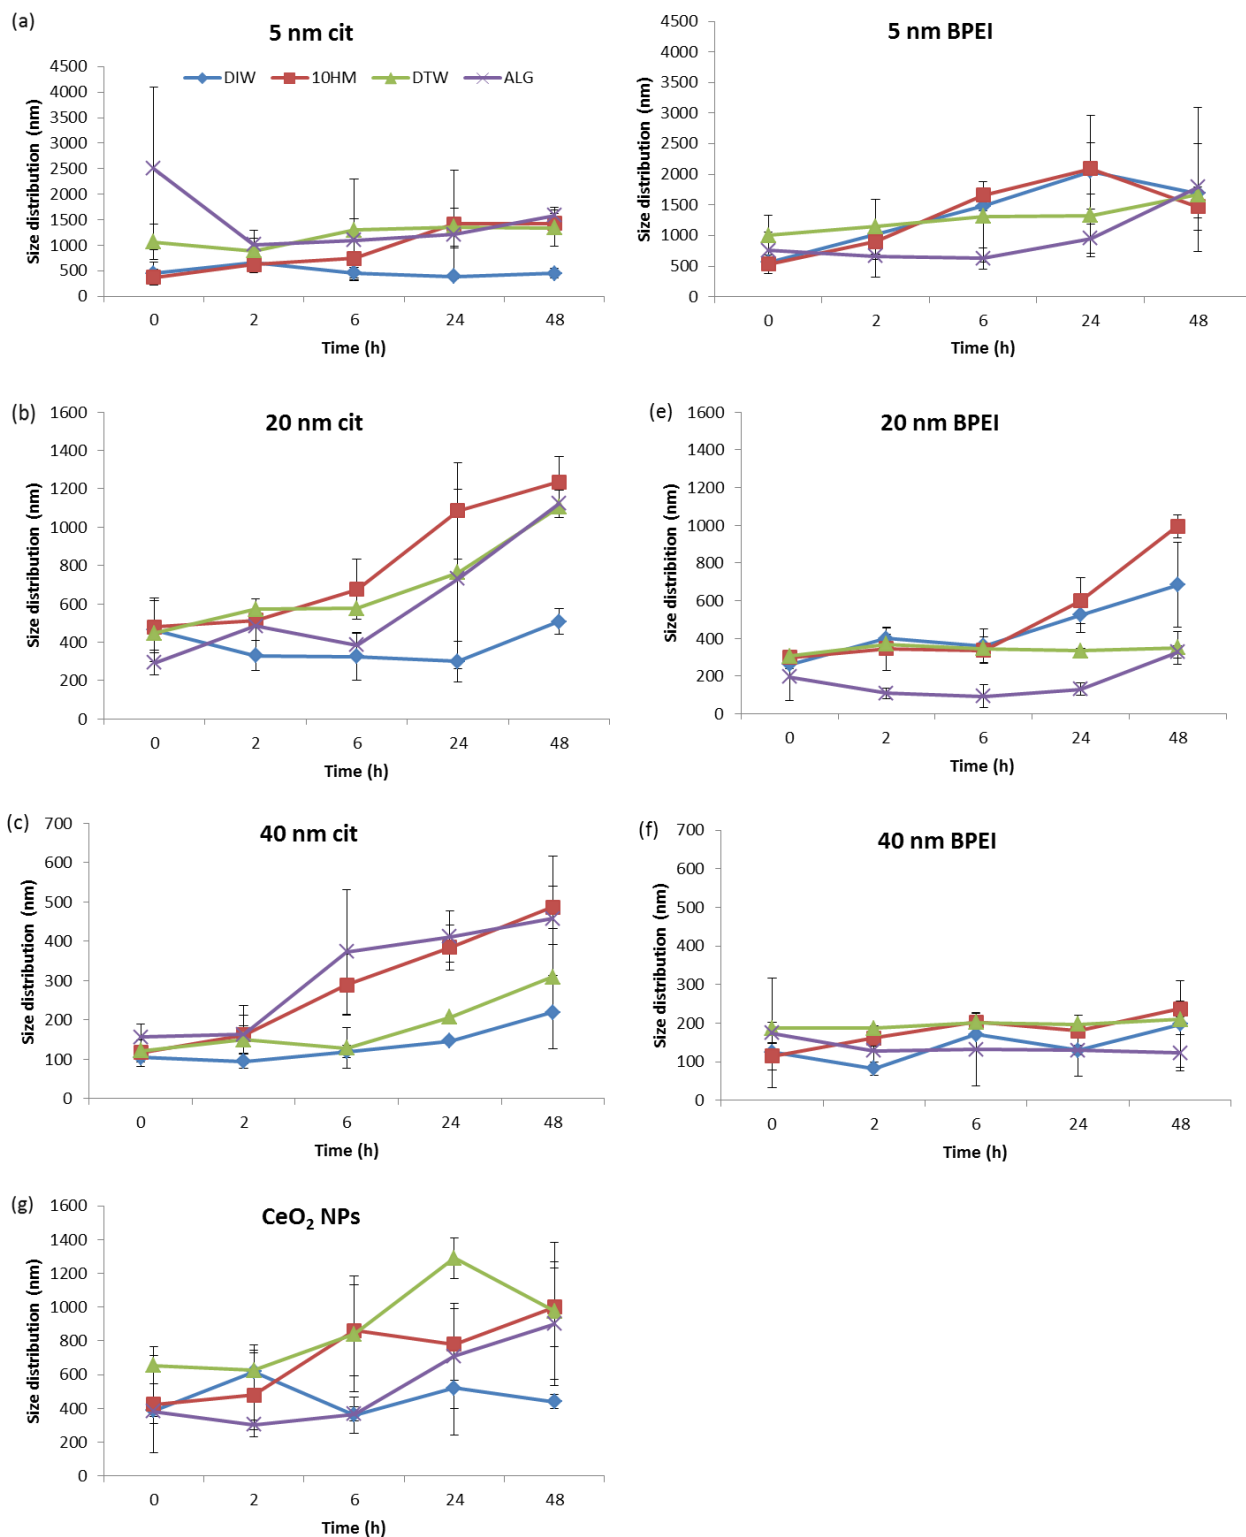 (a)
5 nm cit
DIW 10HM DTW ALG
Size distribution (nm)
4500
4000
3500
3000
2500
2000
1500
1000
500
0
0 2 6 24 48
Time (h)
5 nm BPEI
Size distribution (nm)
4500
4000
3500
3000
2500
2000
1500
1000
500
0
0 2 6 24 48
Time (h)
(b)
20 nm cit
Size distribution (nm)
1600
1400
1200
1000
800
600
400
200
0
0 2 6 24 48
Time (h)
(e)
20 nm BPEI
Size distribition (nm)
1600
1400
1200
1000
800
600
400
200
0
0 2 6 24 48
Time (h)
(c)
40 nm cit
Size distribution (nm)
700
600
500
400
300
200
100
0
0 2 6 24 48
Time (h)
(f)
40 nm BPEI
Size distribution (nm)
700
600
500
400
300
200
100
0
0 2 6 24 48
Time (h)
(g)
CeO₂ NPs
Size distribution (nm)
1600
1400
1200
1000
800
600
400
200
0
0 2 6 24 48
Time (h)